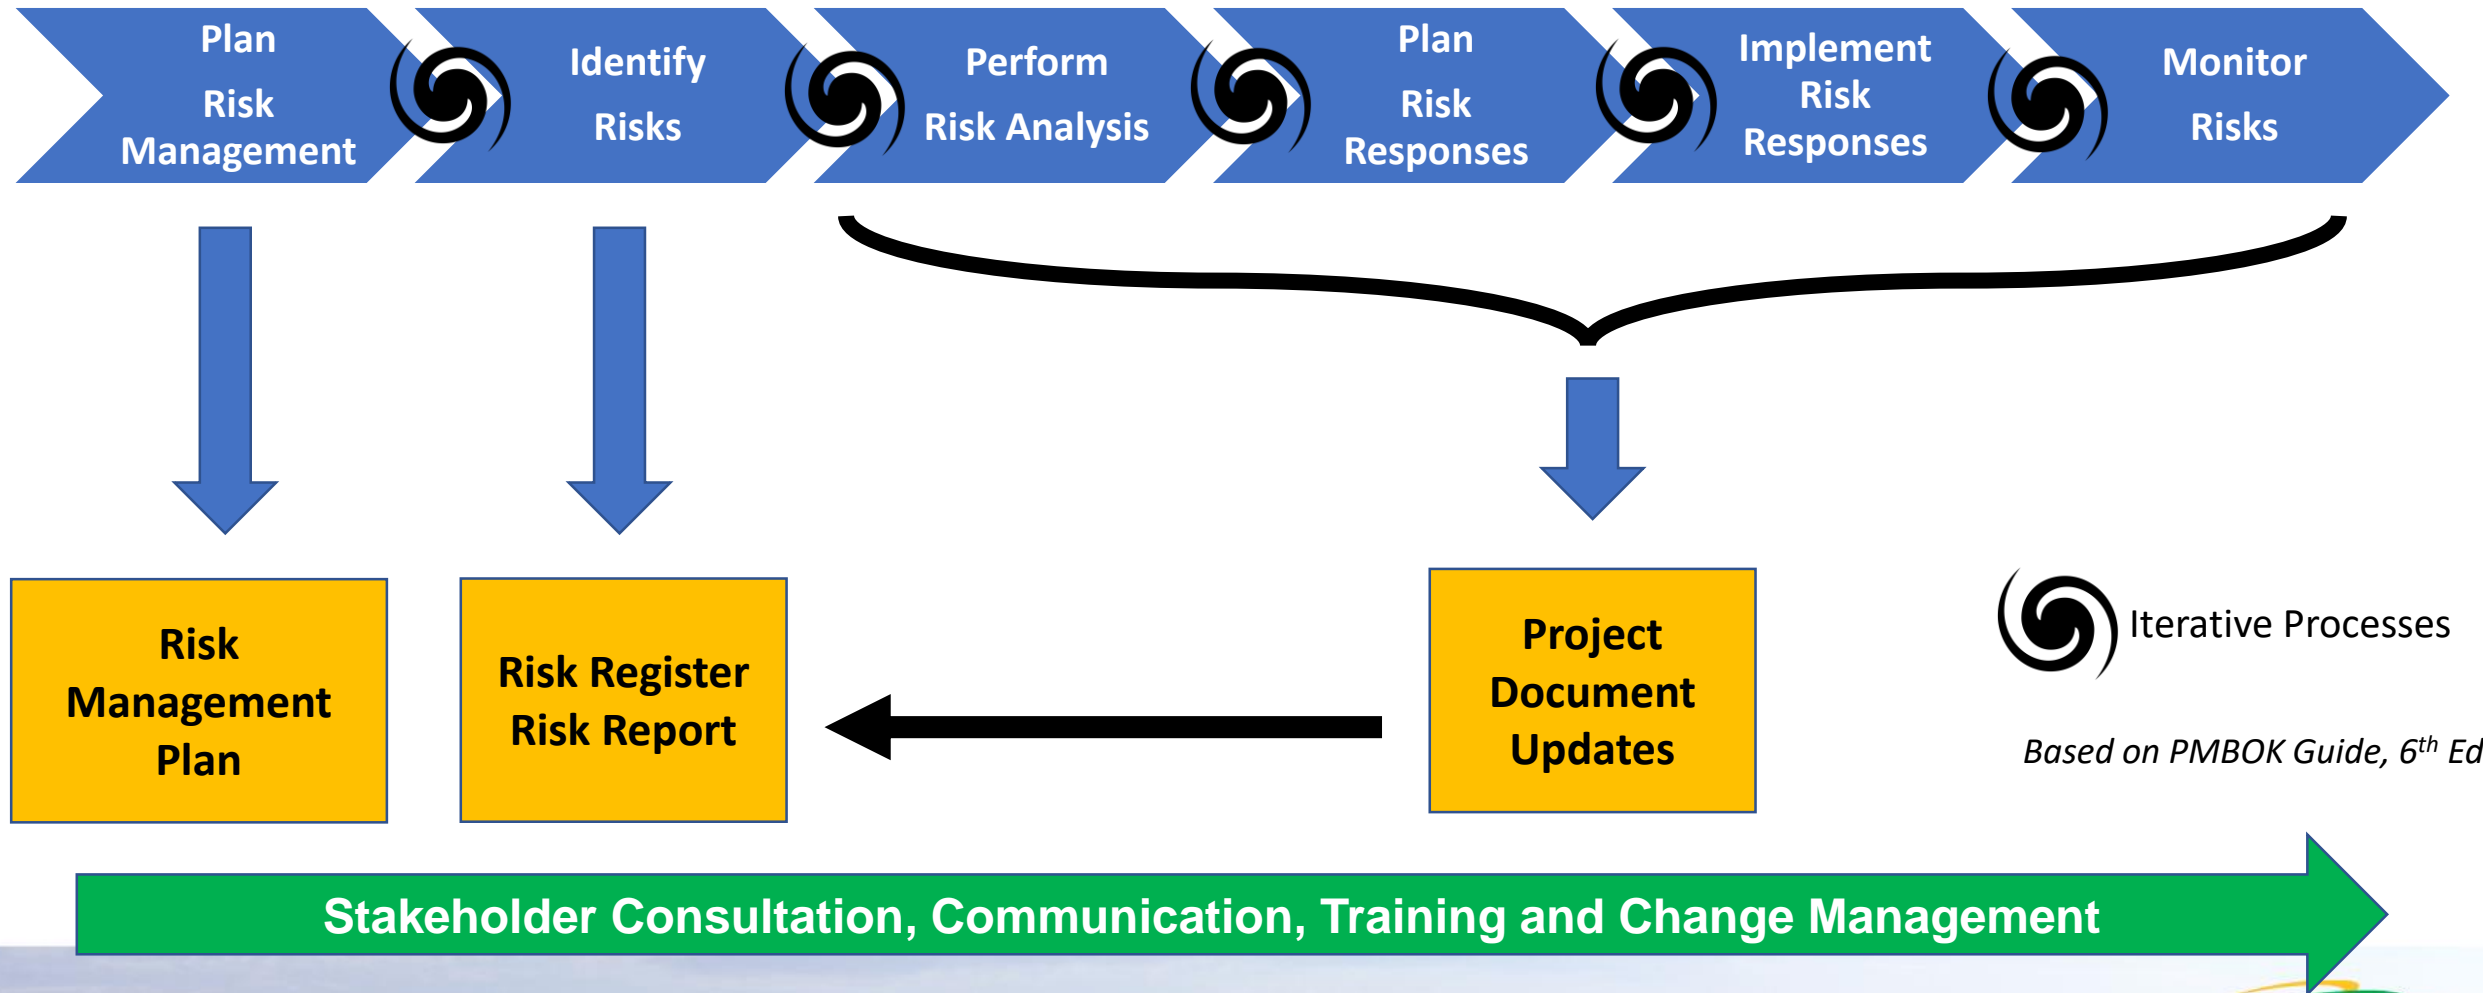 Plan
Risk
Management
Identify
Risks
Perform
Risk Analysis
Plan
Risk
Responses
Implement
Risk
Responses
Monitor
Risks
Risk
Management
Plan
Risk Register
Risk Report
Project
Document
Updates
Iterative Processes
Based on PMBOK Guide, 6th Ed
Stakeholder Consultation, Communication, Training and Change Management